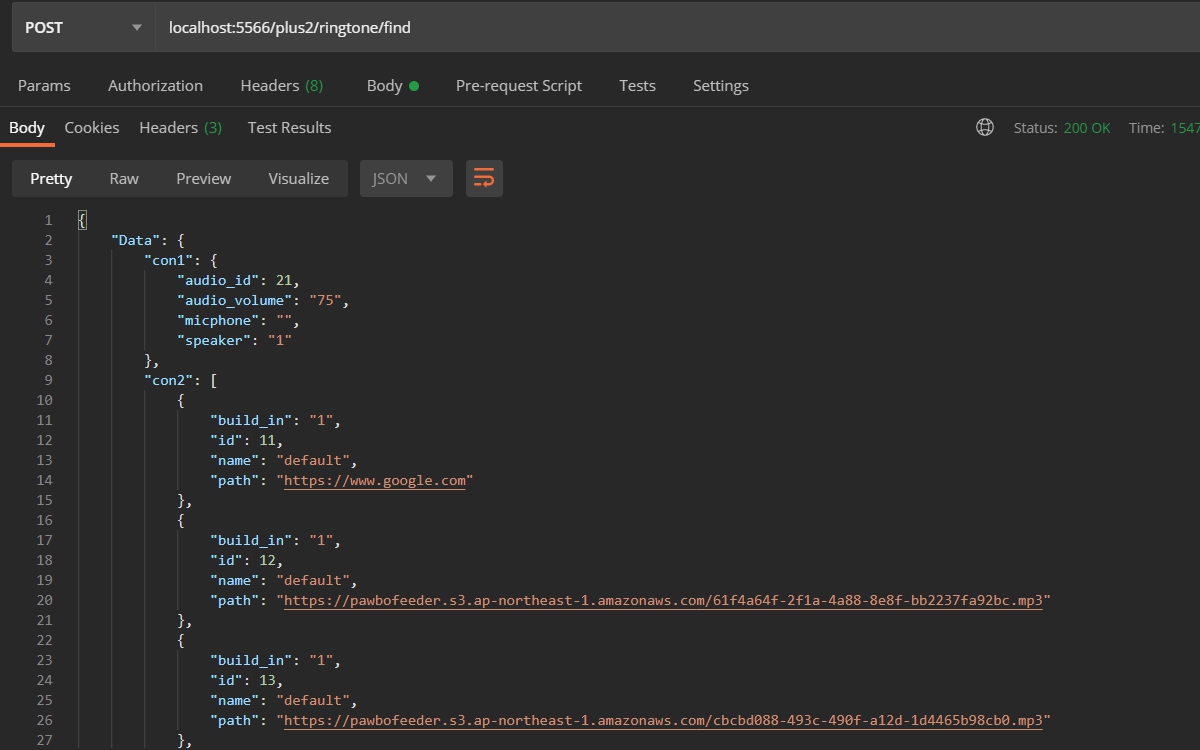 POST localhost:5566/plus2/ringtone/find
Params Authorization Headers (8) Body Pre-request Script Tests Settings
Body Cookies Headers (3) Test Results Status: 200 OK Time: 1547
Pretty Raw Preview Visualize JSON
1 {
2 "Data": {
3 "con1": {
4 "audio_id": 21,
5 "audio_volume": "75",
6 "micphone": "",
7 "speaker": "1"
8 },
9 "con2": [
10 {
11 "build_in": "1",
12 "id": 11,
13 "name": "default",
14 "path": "https://www.google.com"
15 },
16 {
17 "build_in": "1",
18 "id": 12,
19 "name": "default",
20 "path": "https://pawbofeeder.s3.ap-northeast-1.amazonaws.com/61f4a64f-2f1a-4a88-8e8f-bb2237fa92bc.mp3"
21 },
22 {
23 "build_in": "1",
24 "id": 13,
25 "name": "default",
26 "path": "https://pawbofeeder.s3.ap-northeast-1.amazonaws.com/cbcbd088-493c-490f-a12d-1d4465b98cb0.mp3"
27 },